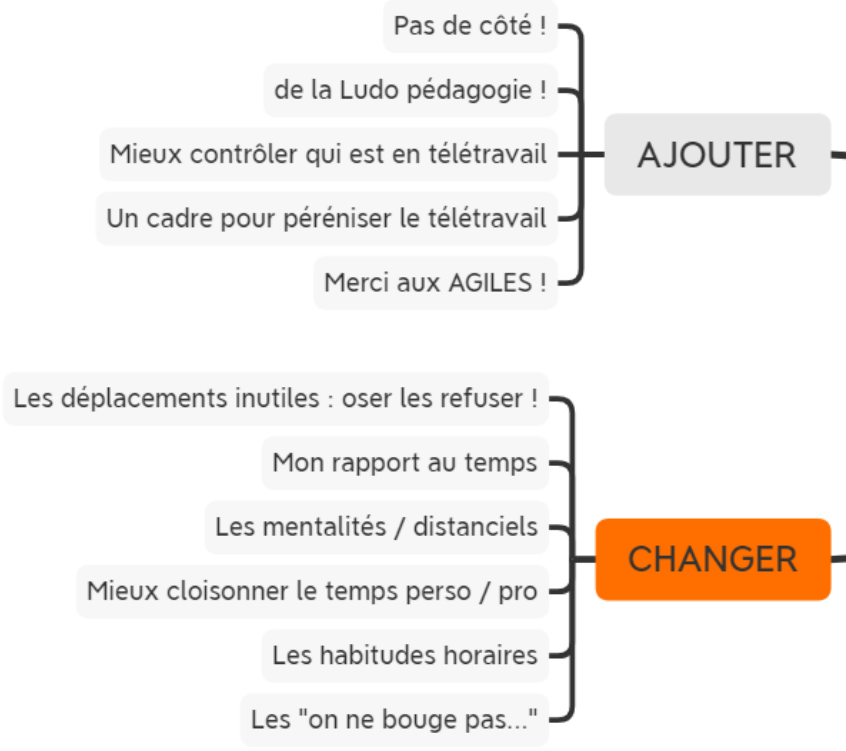 Pas de côté !
de la Ludo pédagogie !
Mieux contrôler qui est en télétravail
Un cadre pour péréniser le télétravail
Merci aux AGILES !
AJOUTER
Les déplacements inutiles : oser les refuser !
Mon rapport au temps
Les mentalités / distanciels
Mieux cloisonner le temps perso / pro
Les habitudes horaires
Les "on ne bouge pas..."
CHANGER